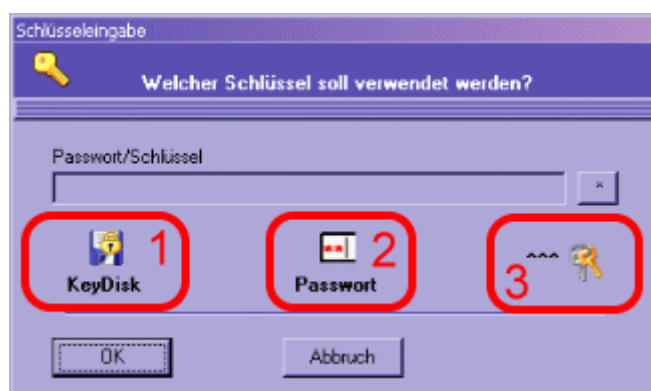 Schlüsseleingabe
Welcher Schlüssel soll verwendet werden?
Passwort/Schlüssel
*
1
2
3
^^^
KeyDisk
Passwort
OK
Abbruch